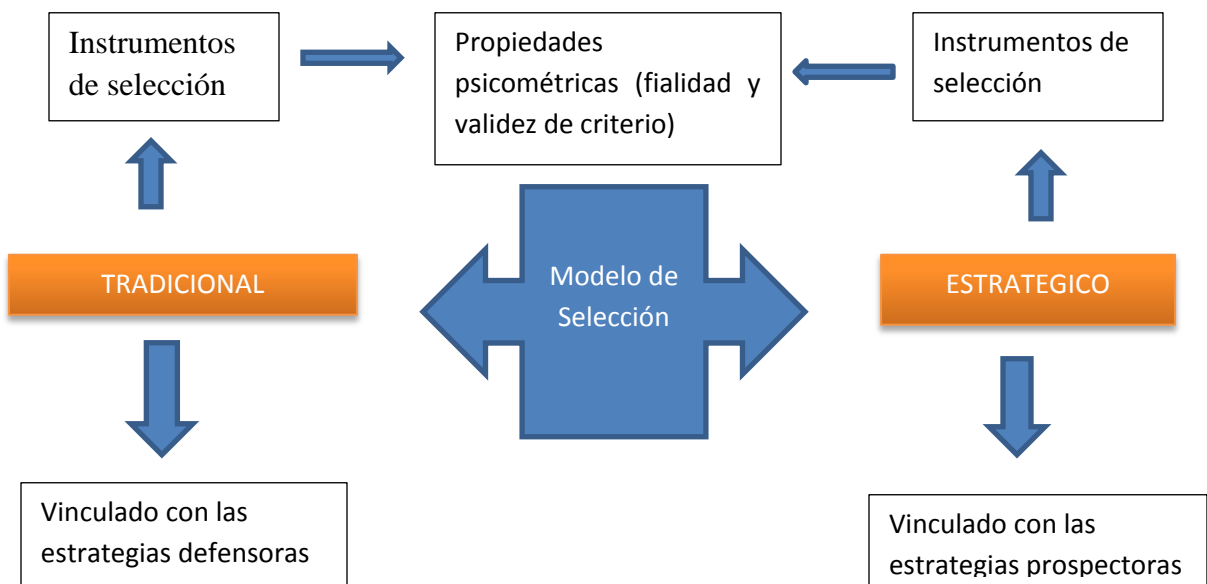 Instrumentos
de selección
Propiedades
psicométricas (fialidad y
validez de criterio)
Instrumentos de
selección
TRADICIONAL
Modelo de
Selección
ESTRATEGICO
Vinculado con las
estrategias defensoras
Vinculado con las
estrategias prospectoras